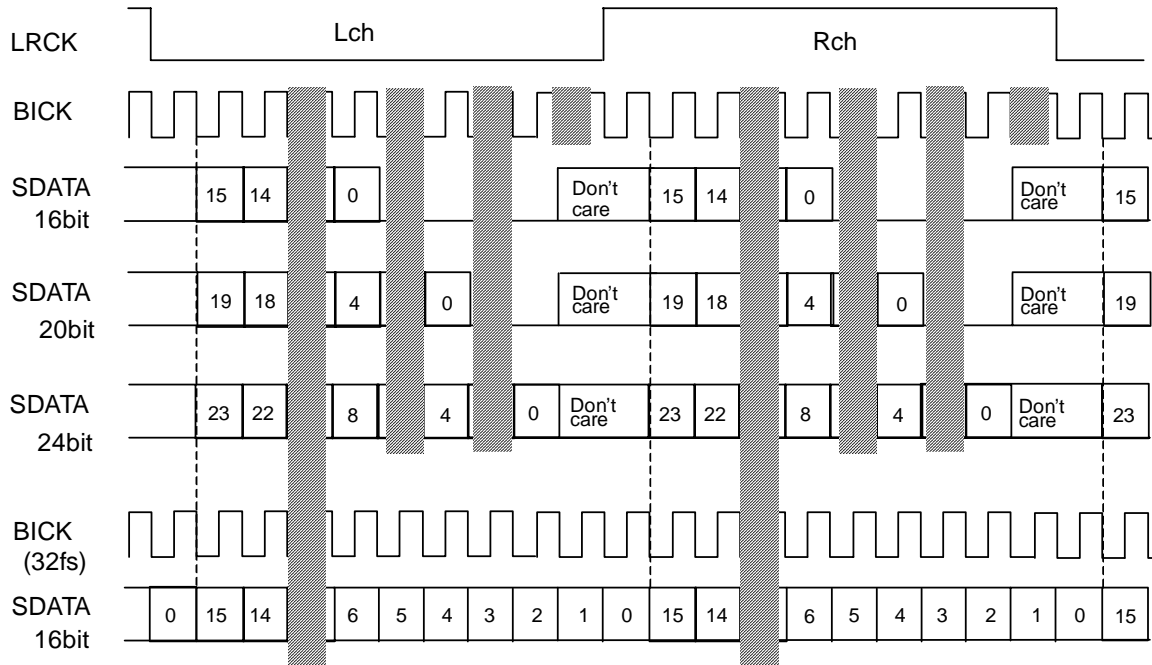 LRCK Lch Rch
BICK
SDATA 15 14 0 Don't 15 14 0 Don't 15
16bit care care
SDATA 19 18 4 0 Don't 19 18 4 0 Don't 19
20bit care care
SDATA 23 22 8 4 0 Don't 23 22 8 4 0 Don't 23
24bit care care
BICK
(32fs)
SDATA 0 15 14 6 5 4 3 2 1 0 15 14 6 5 4 3 2 1 0 15
16bit